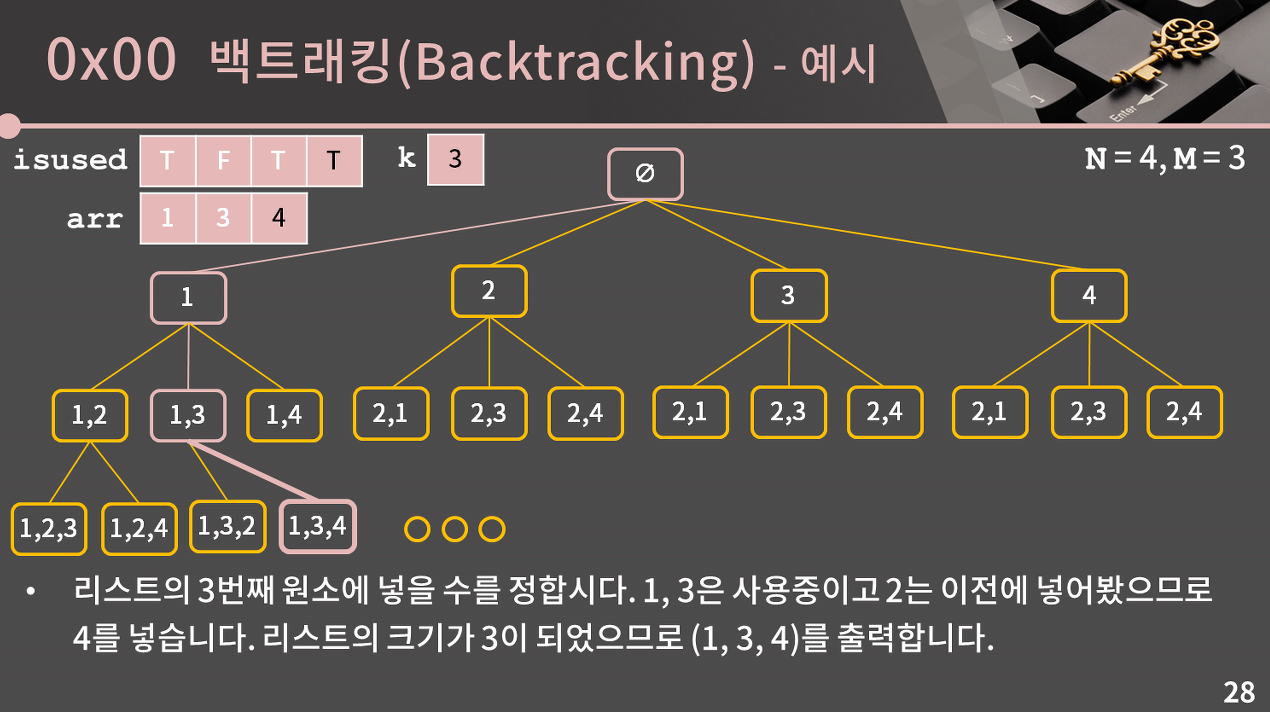 0x00 백트래킹(Backtracking) - 예시
Enter
isused T F T T k 3
N = 4, M = 3
arr 1 3 4
∅
1 2 3 4
1,2 1,3 1,4 2,1 2,3 2,4 2,1 2,3 2,4 2,1 2,3 2,4
1,2,3 1,2,4 1,3,2 1,3,4
• 리스트의 3번째 원소에 넣을 수를 정합시다. 1, 3은 사용중이고 2는 이전에 넣어봤으므로
4를 넣습니다. 리스트의 크기가 3이 되었으므로 (1, 3, 4)를 출력합니다.
28